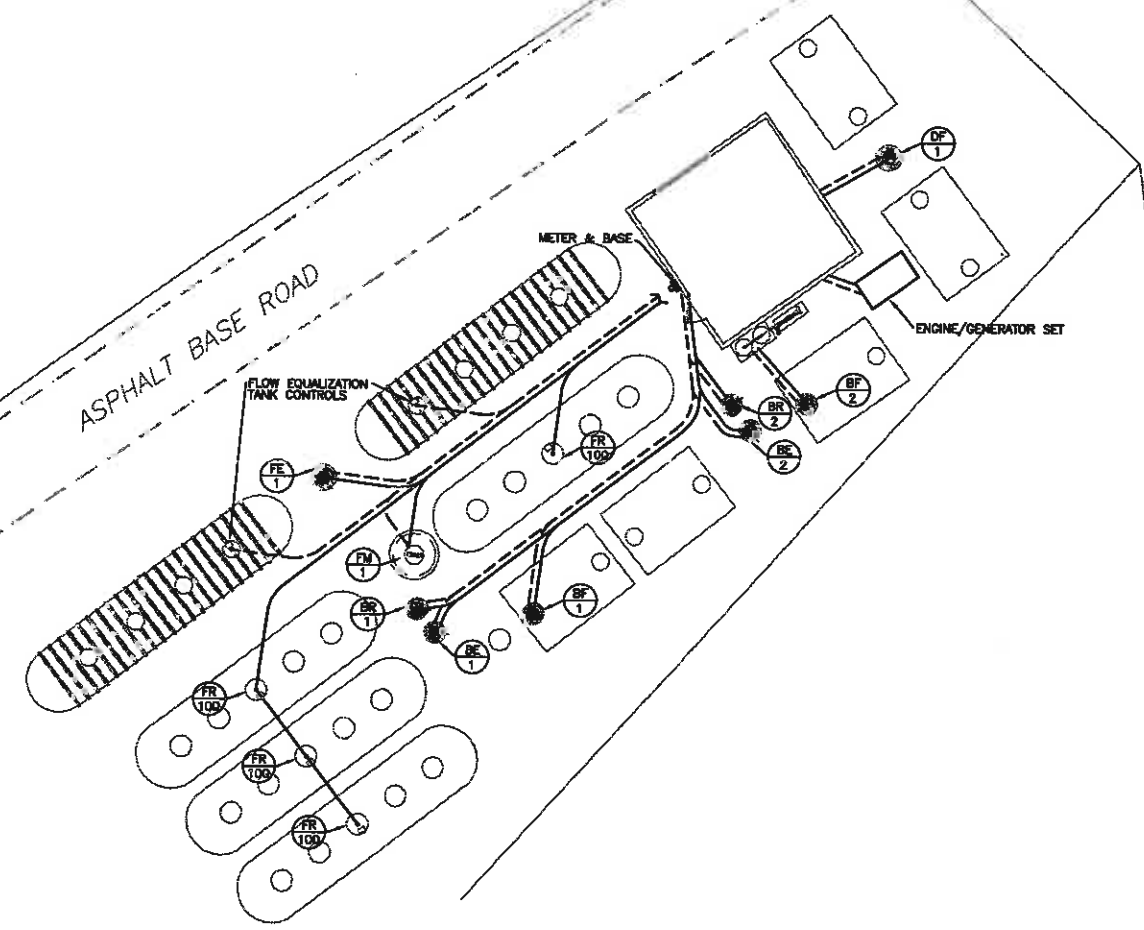 DF
1
METER & BASE
ASPHALT BASE ROAD
ENGINE/GENERATOR SET
FLOW EQUALIZATION
TANK CONTROLS
BF
2
BR
2
FR
100
BE
2
FE
1
FM
1
BR
1
BF
1
BE
1
FR
100
FR
100
FR
100